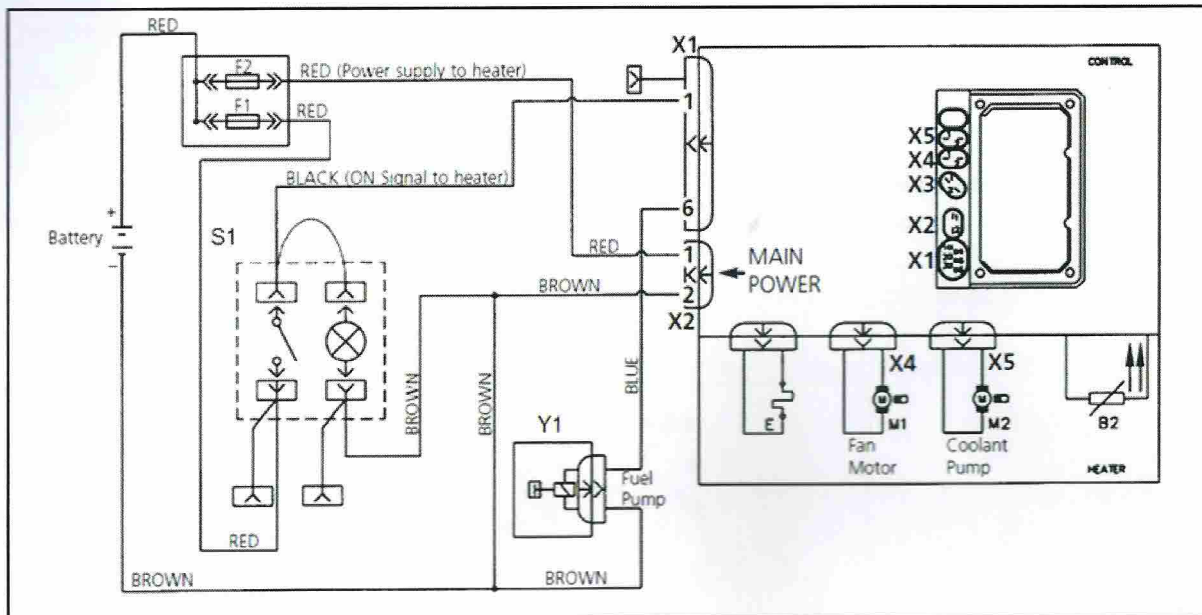 RED
F2
RED (Power supply to heater)
F1
RED
BLACK (ON Signal to heater)
+
Battery
–
S1
X1
1
6
RED
1
BROWN
2
X2
MAIN
POWER
CONTROL
X5
X4
X3
X2
X1
BROWN
BROWN
BLUE
Y1
Fuel
Pump
E
X4
M
M1
Fan
Motor
X5
M
M2
Coolant
Pump
B2
HEATER
RED
BROWN
BROWN